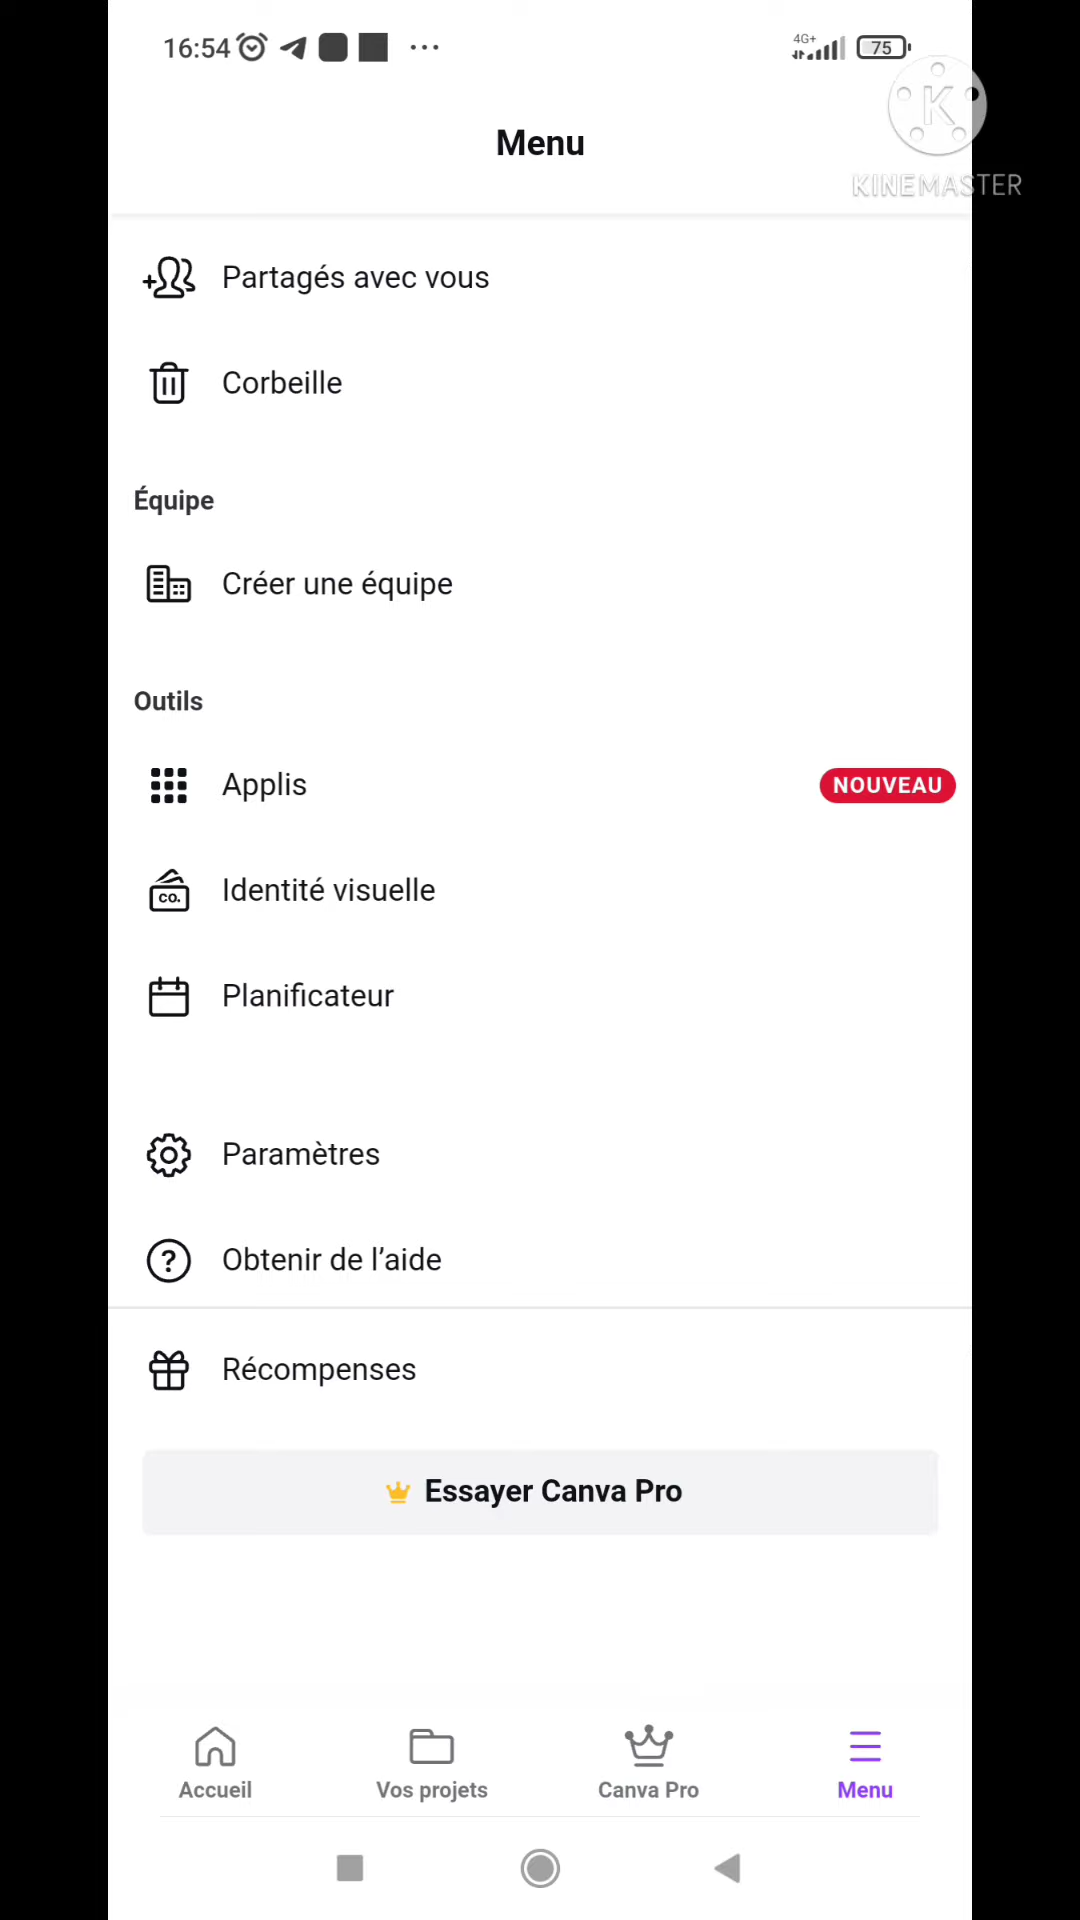 16:54
4G+
75
Menu
K
KINEMASTER
Partagés avec vous
Corbeille
Équipe
Créer une équipe
Outils
Applis
NOUVEAU
CO.
Identité visuelle
Planificateur
Paramètres
? Obtenir de l’aide
Récompenses
Essayer Canva Pro
Accueil
Vos projets
Canva Pro
Menu